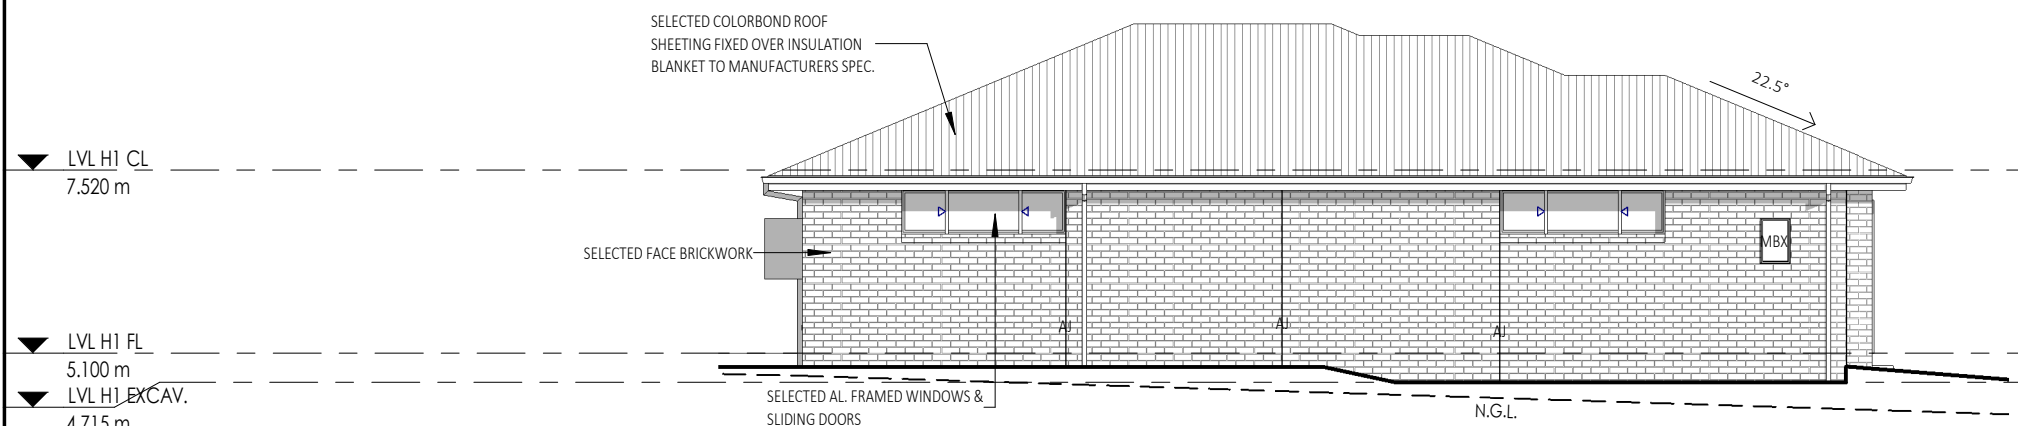 SELECTED COLORBOND ROOF
SHEETING FIXED OVER INSULATION
BLANKET TO MANUFACTURERS SPEC.
22.5°
LVL H1 CL
7.520 m
SELECTED FACE BRICKWORK
MBX
AJ
AJ
AJ
LVL H1 FL
5.100 m
LVL H1 EXCAV.
4.715 m
SELECTED AL. FRAMED WINDOWS &
SLIDING DOORS
N.G.L.